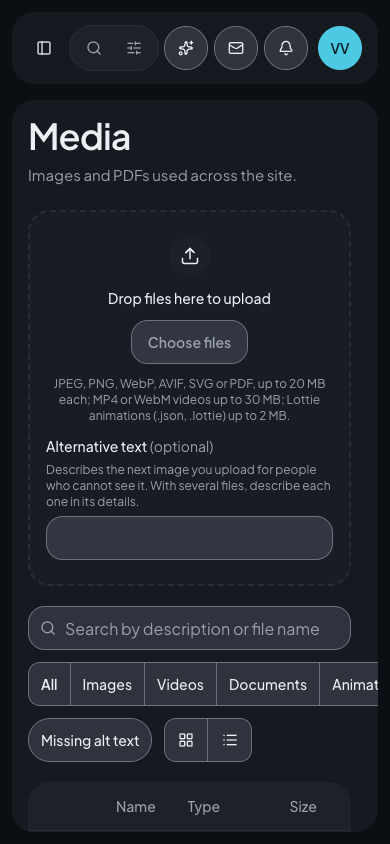 VV
Media
Images and PDFs used across the site.
Drop files here to upload
Choose files
JPEG, PNG, WebP, AVIF, SVG or PDF, up to 20 MB
each; MP4 or WebM videos up to 30 MB; Lottie
animations (.json, .lottie) up to 2 MB.
Alternative text (optional)
Describes the next image you upload for people
who cannot see it. With several files, describe each
one in its details.
Search by description or file name
All Images Videos Documents Animat
Missing alt text
Name Type Size